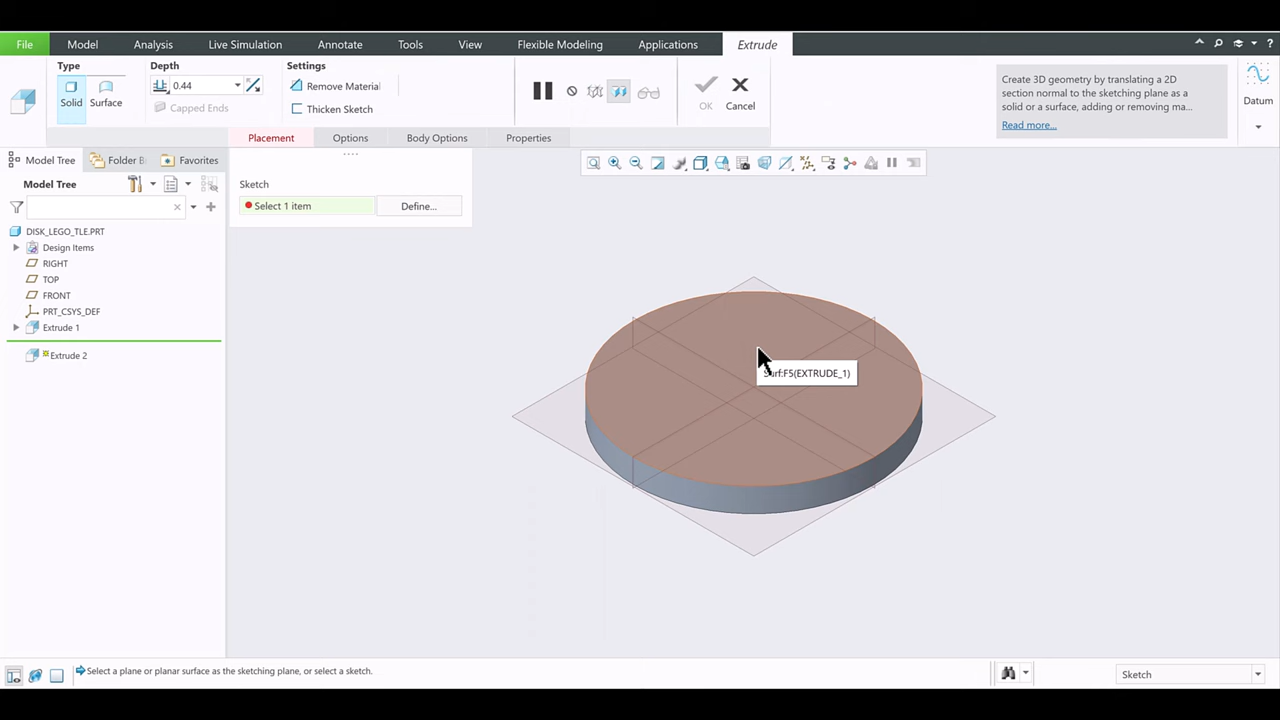 File Model Analysis Live Simulation Annotate Tools View Flexible Modeling Applications Extrude ?
Type Depth Settings
Solid Surface
0.44
Capped Ends
Remove Material
Thicken Sketch
OK Cancel
Create 3D geometry by translating a 2D
section normal to the sketching plane as a
solid or a surface, adding or removing ma...
Read more...
Datum
Placement Options Body Options Properties
Model Tree Folder B Favorites
Model Tree
Sketch
Select 1 item Define...
DISK_LEGO_TLE.PRT
Design Items
RIGHT
TOP
FRONT
PRT_CSYS_DEF
Extrude 1
Extrude 2
Surf:F5(EXTRUDE_1)
Select a plane or planar surface as the sketching plane, or select a sketch.
Sketch